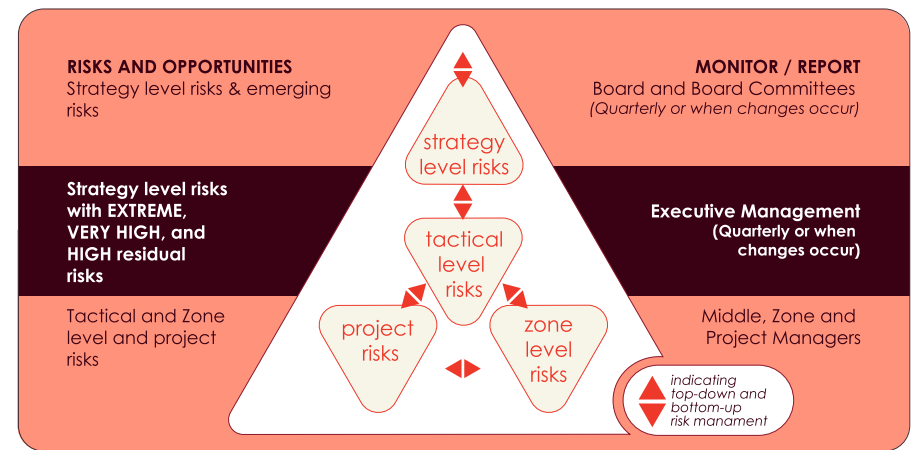 RISKS AND OPPORTUNITIES
Strategy level risks & emerging
risks
MONITOR / REPORT
Board and Board Committees
(Quarterly or when changes occur)
strategy
level risks
Strategy level risks
with EXTREME,
VERY HIGH, and
HIGH residual
risks
Executive Management
(Quarterly or when
changes occur)
tactical
level
risks
Tactical and Zone
level and project
risks
project
risks
zone
level
risks
Middle, Zone and
Project Managers
indicating
top-down and
bottom-up
risk manament